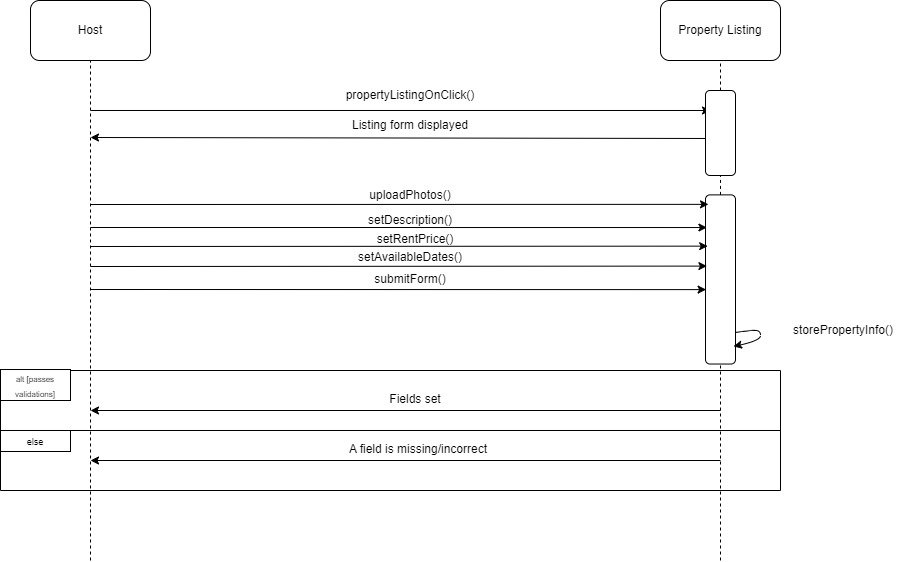 Host
Property Listing
propertyListingOnClick()
Listing form displayed
uploadPhotos()
setDescription()
setRentPrice()
setAvailableDates()
submitForm()
storePropertyInfo()
alt [passes
validations]
Fields set
else
A field is missing/incorrect